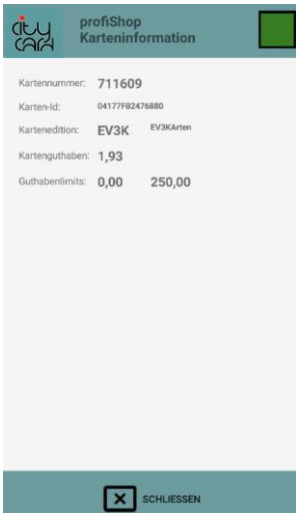 city card
profiShop
Karteninformation
Kartennummer: 711609
Karten-Id: 04177FB2476880
Kartenedition: EV3K EV3KArten
Kartenguthaben: 1,93
Guthabenlimits: 0,00 250,00
SCHLIESSEN